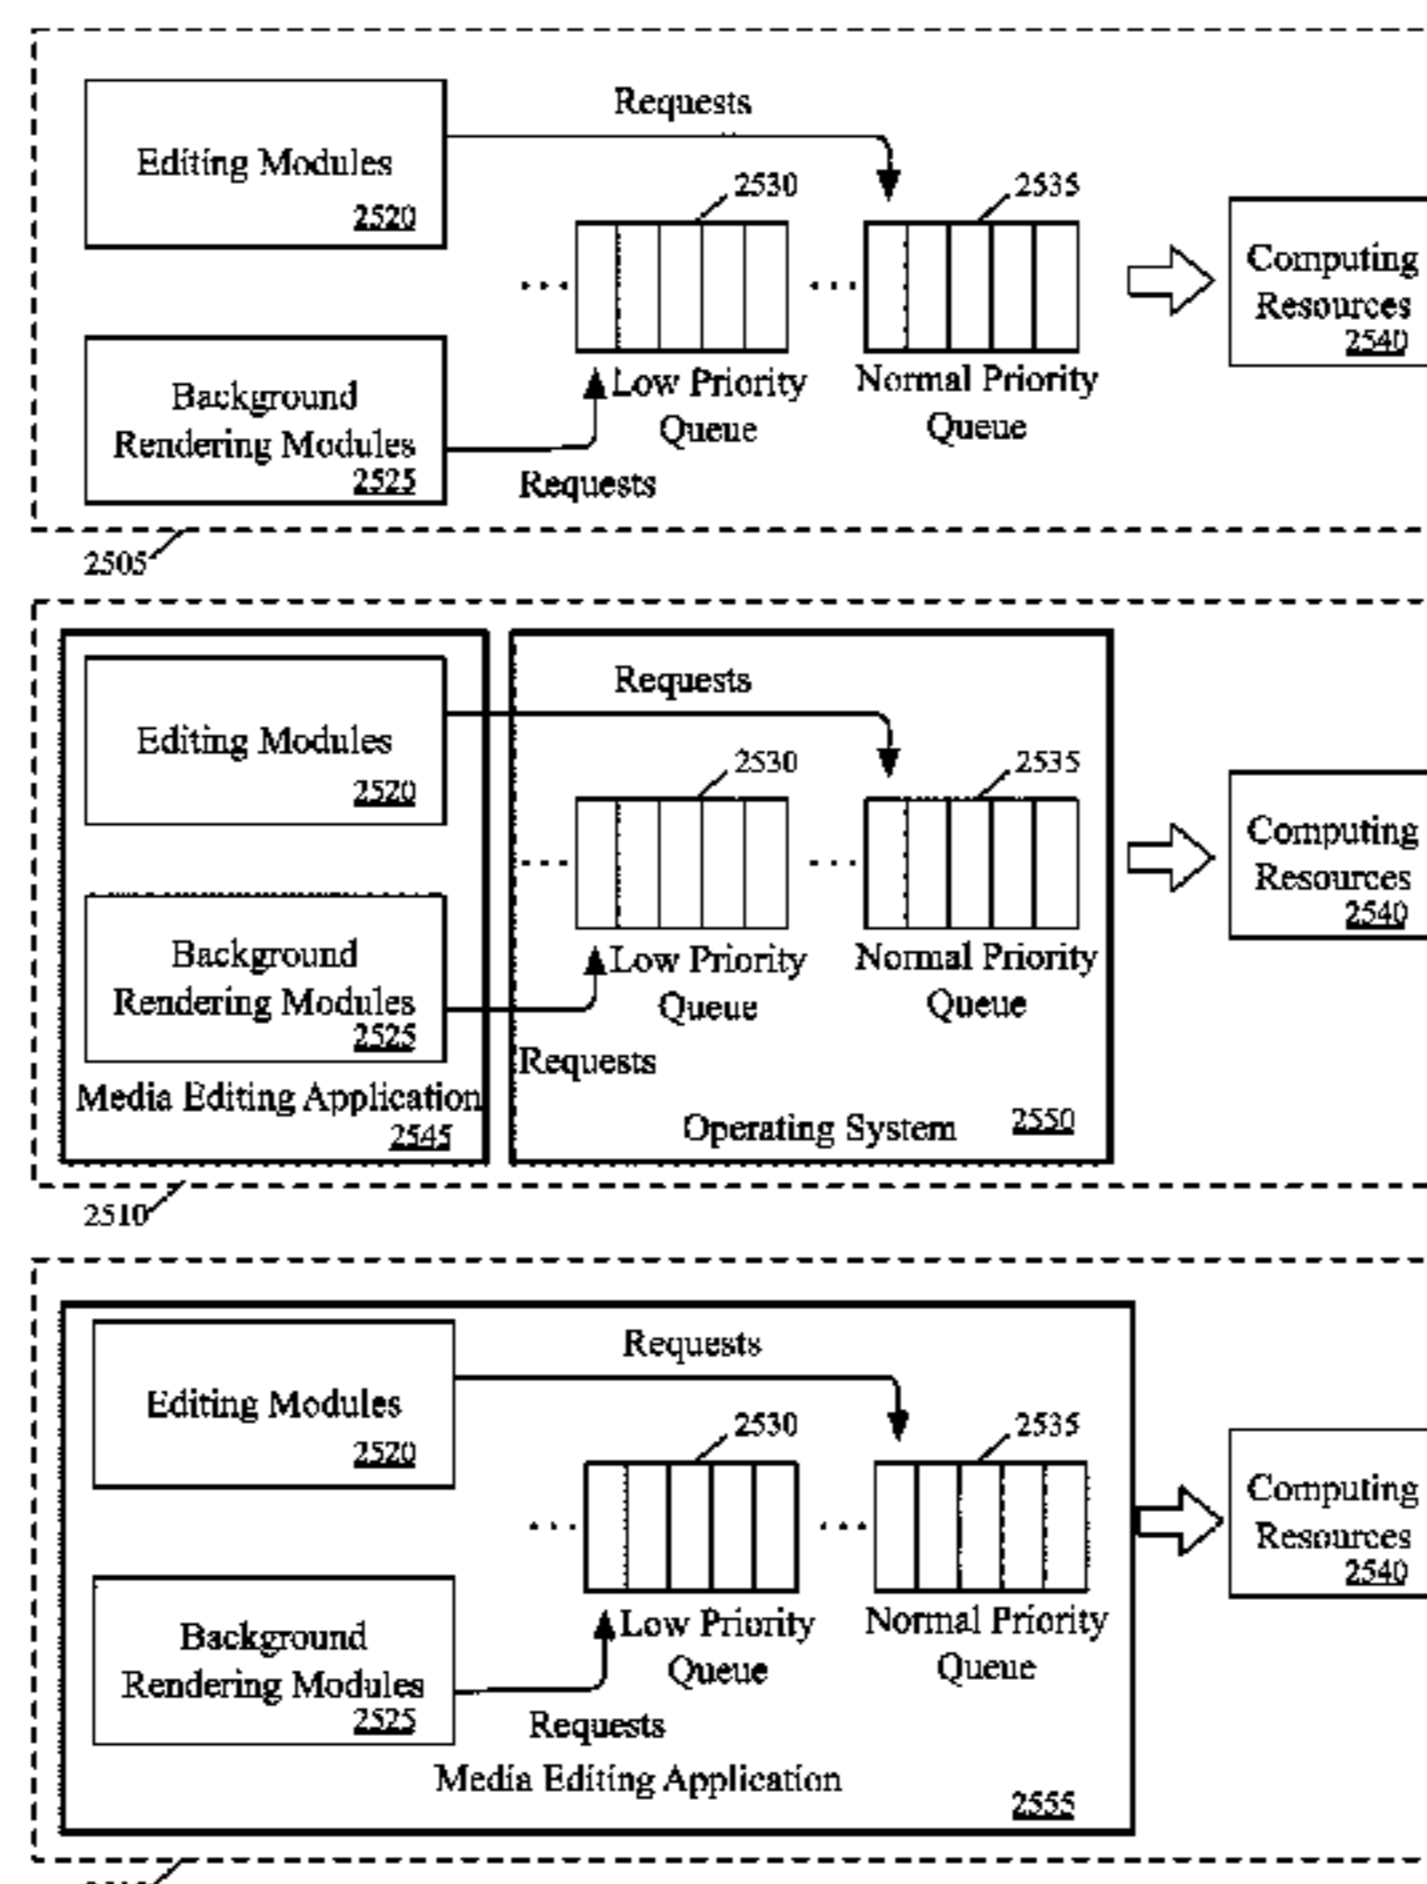 Requests
Editing Modules
2520
2530
2535
Computing
Resources
2540
Background
Rendering Modules
2525
Low Priority
Queue
Normal Priority
Queue
Requests
2505
Requests
Editing Modules
2520
2530
2535
Computing
Resources
2540
Background
Rendering Modules
2525
Low Priority
Queue
Normal Priority
Queue
Requests
Media Editing Application
2545
Operating System
2550
2510
Requests
Editing Modules
2520
2530
2535
Computing
Resources
2540
Background
Rendering Modules
2525
Low Priority
Queue
Normal Priority
Queue
Requests
Media Editing Application
2555